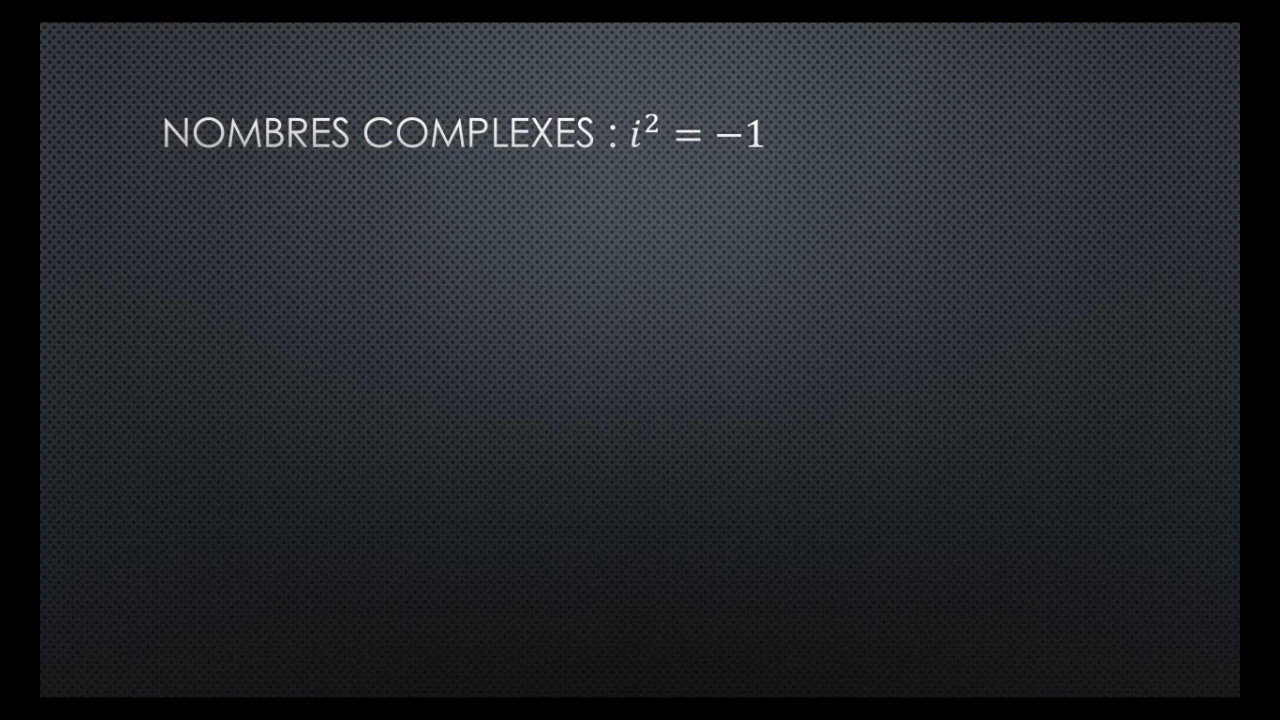 NOMBRES COMPLEXES : i² = −1